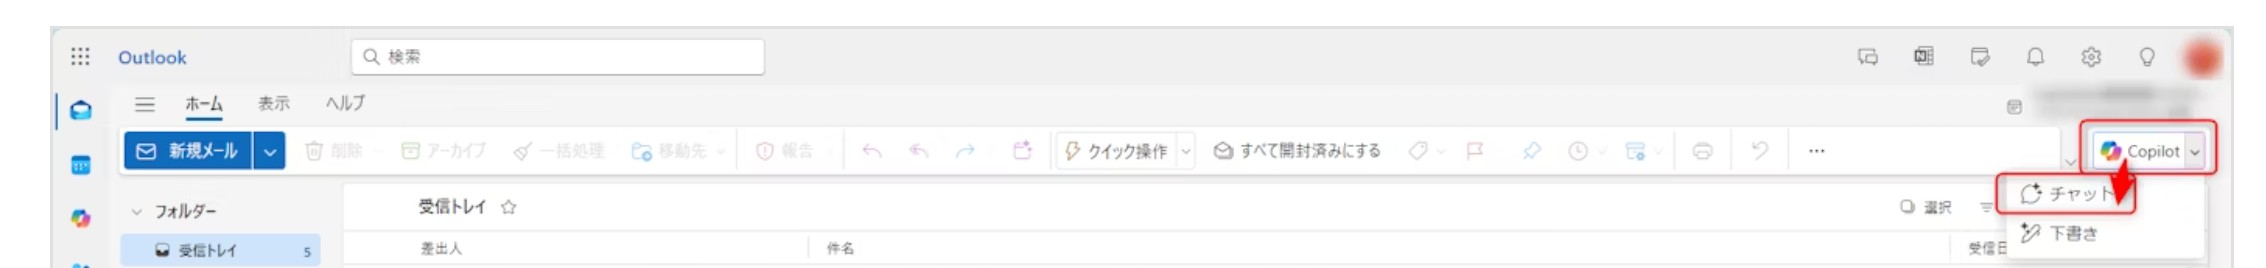 Outlook
検索
ホーム 表示 ヘルプ
新規メール 削除 アーカイブ 一括処理 移動先 報告 クイック操作 すべて開封済みにする ... Copilot
フォルダー 受信トレイ 選択 チャット
受信トレイ 5 差出人 件名 受信日 下書き